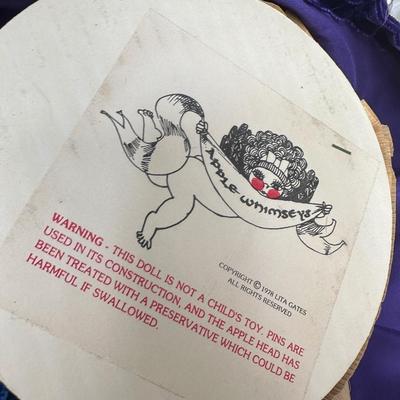 APPLE WHIMSEYS
COPYRIGHT © 1978 LITA GATES
ALL RIGHTS RESERVED
WARNING - THIS DOLL IS NOT A CHILD'S TOY. PINS ARE
USED IN ITS CONSTRUCTION, AND THE APPLE HEAD HAS
BEEN TREATED WITH A PRESERVATIVE WHICH COULD BE
HARMFUL IF SWALLOWED.